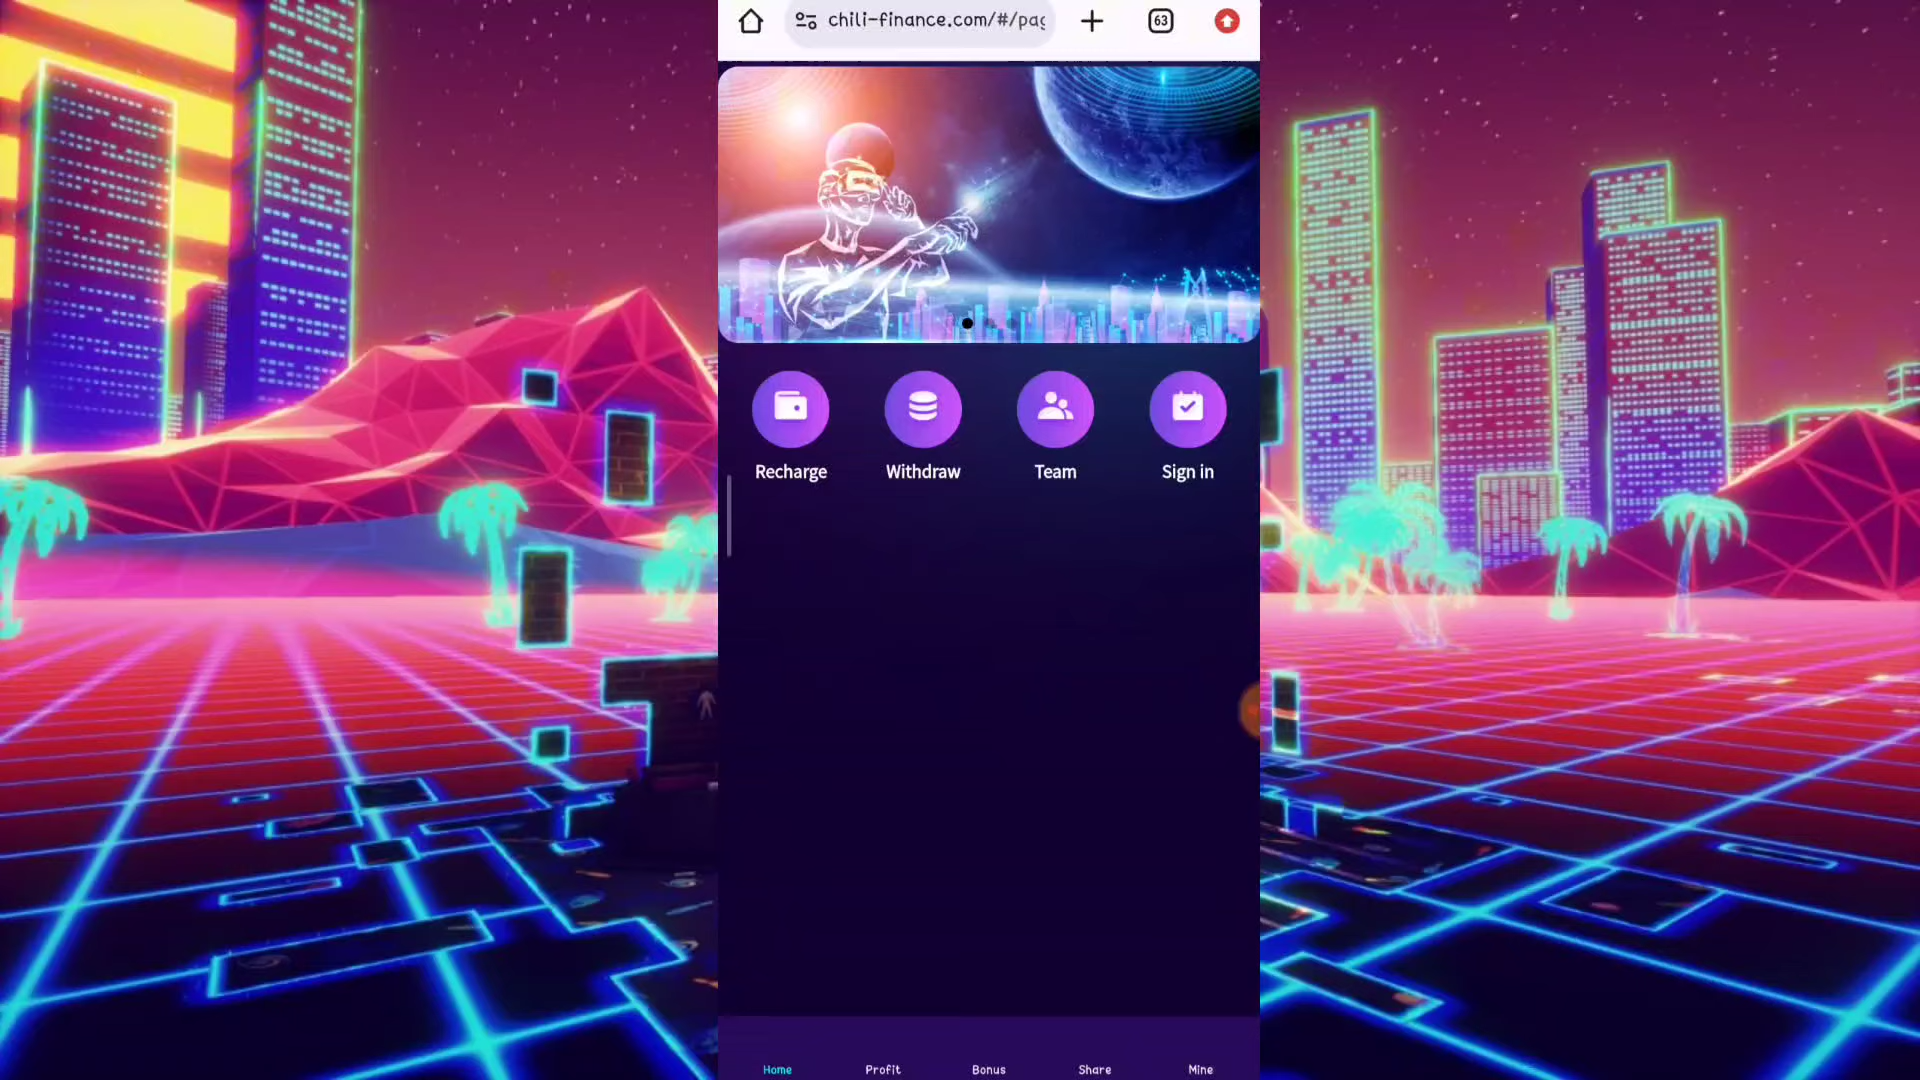 chili-finance.com/#/pag
63
Recharge
Withdraw
Team
Sign in
Home
Profit
Bonus
Share
Mine